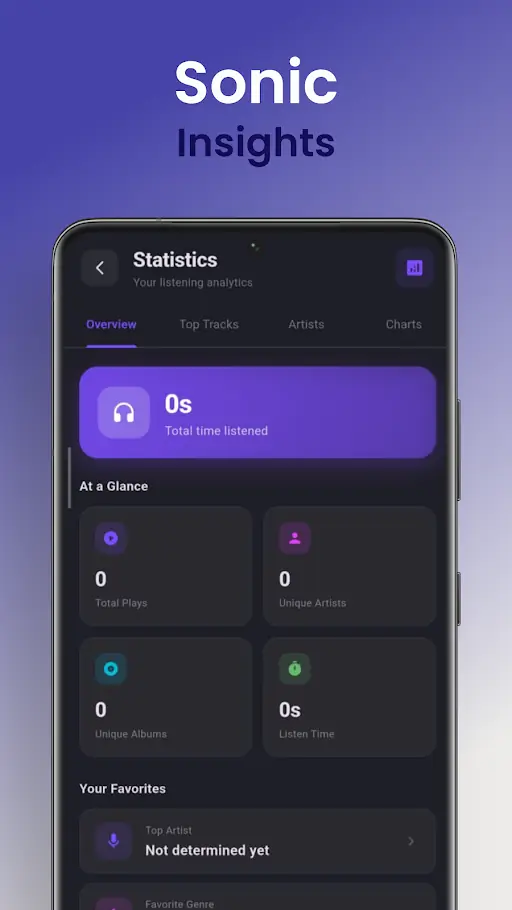 Sonic
Insights
Statistics
Your listening analytics
Overview
Top Tracks
Artists
Charts
0s
Total time listened
At a Glance
0
Total Plays
0
Unique Artists
0
Unique Albums
0s
Listen Time
Your Favorites
Top Artist
Not determined yet
Favorite Genre